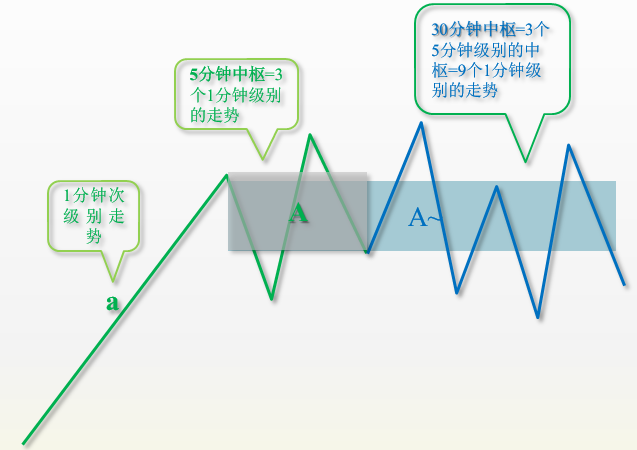 30分钟中枢=3个
5分钟级别的中
枢=9个1分钟级
别的走势
5分钟中枢=3
个1分钟级别
的走势
1分钟次
级别走
势
A
A~
a